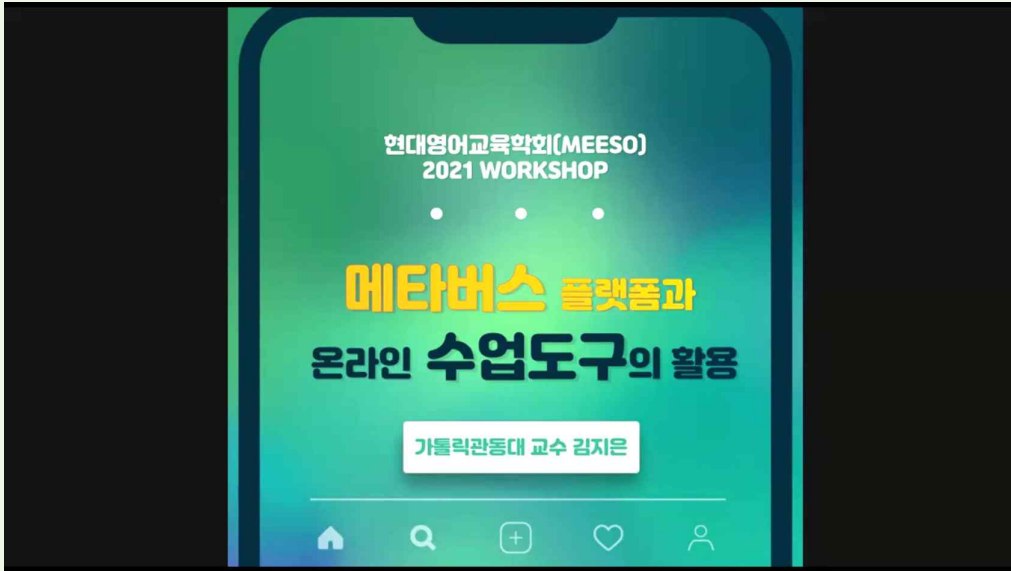 현대영어교육학회(MEESO)
2021 WORKSHOP
메타버스 플랫폼과
온라인 수업도구의 활용
가톨릭관동대 교수 김지은